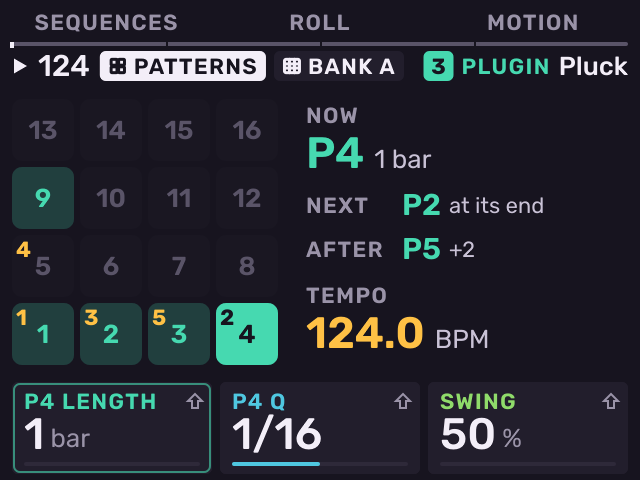 SEQUENCES ROLL MOTION
124 PATTERNS BANK A 3 PLUGIN Pluck
13 14 15 16
9 10 11 12
4 5 6 7 8
1 1 3 2 5 3 2 4
NOW
P4 1 bar
NEXT P2 at its end
AFTER P5 +2
TEMPO
124.0 BPM
P4 LENGTH
1 bar
P4 Q
1/16
SWING
50 %